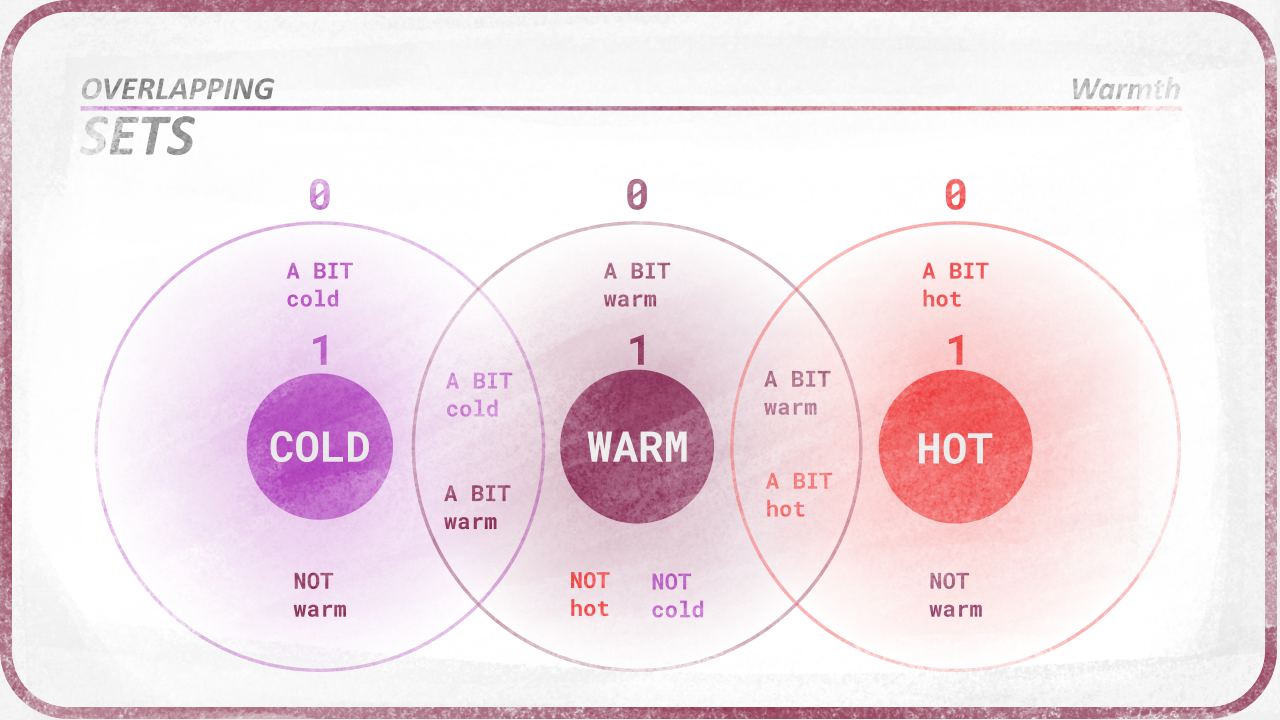 OVERLAPPING
Warmth
SETS
0
0
0
A BIT
cold
A BIT
warm
A BIT
hot
1
1
1
A BIT
cold
A BIT
warm
COLD
WARM
HOT
A BIT
warm
A BIT
hot
NOT
warm
NOT
hot
NOT
cold
NOT
warm